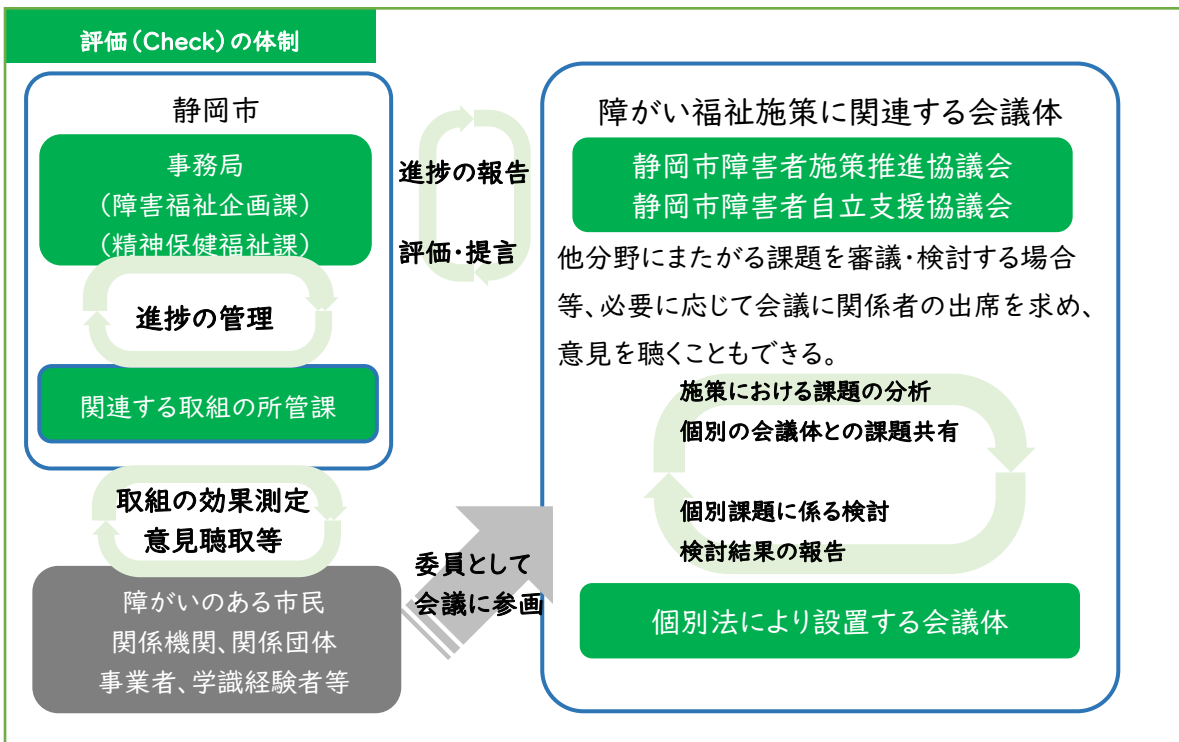 評価(Check)の体制
静岡市
事務局
(障害福祉企画課)
(精神保健福祉課)
進捗の管理
関連する取組の所管課
取組の効果測定
意見聴取等
障がいのある市民
関係機関、関係団体
事業者、学識経験者等
進捗の報告
評価・提言
委員として
会議に参画
障がい福祉施策に関連する会議体
静岡市障害者施策推進協議会
静岡市障害者自立支援協議会
他分野にまたがる課題を審議・検討する場合
等、必要に応じて会議に関係者の出席を求め、
意見を聴くこともできる。
施策における課題の分析
個別の会議体との課題共有
個別課題に係る検討
検討結果の報告
個別法により設置する会議体